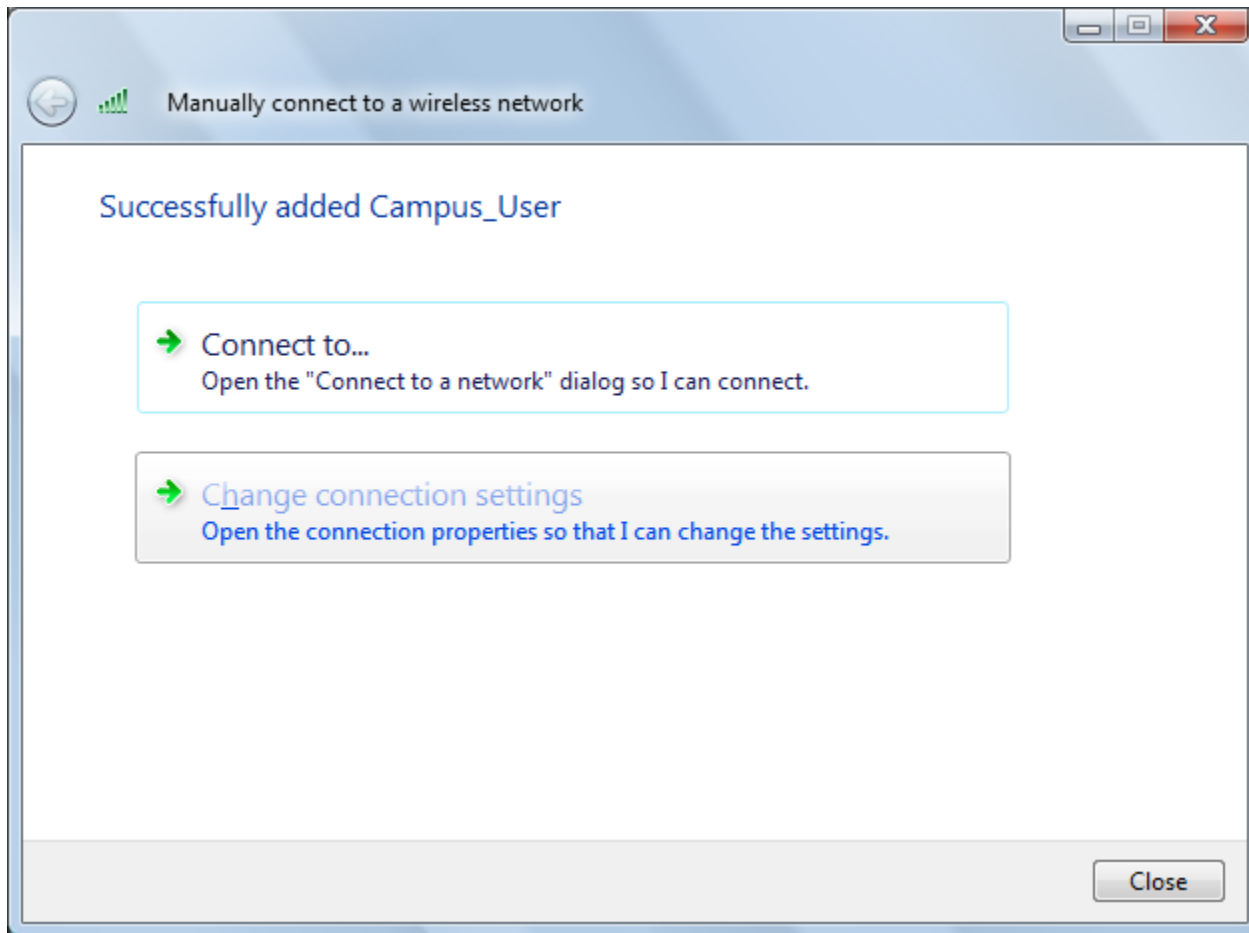 Manually connect to a wireless network
Successfully added Campus_User
Connect to...
Open the "Connect to a network" dialog so I can connect.
Change connection settings
Open the connection properties so that I can change the settings.
Close